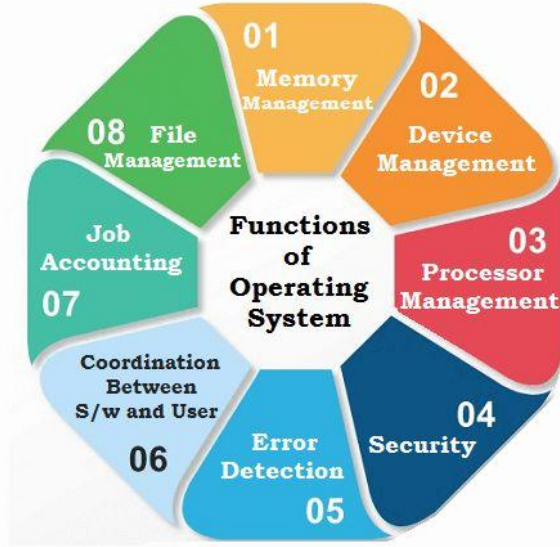 Functions
of
Operating
System
01
Memory
Management
02
Device
Management
03
Processor
Management
04
Security
Error
Detection
05
Coordination
Between
S/w and User
06
Job
Accounting
07
08 File
Management